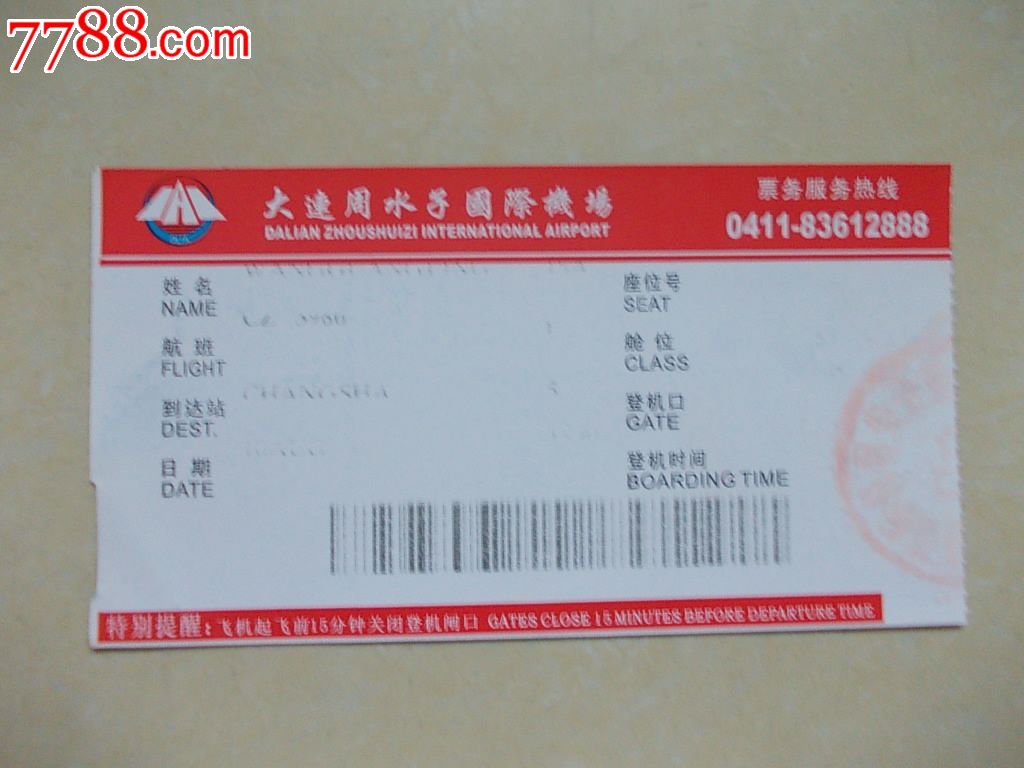 7788.com
大連周水子國際機場
DALIAN ZHOUSHUIZI INTERNATIONAL AIRPORT
票务服务热线
0411-83612888
姓名
NAME
座位号
SEAT
航班
FLIGHT
舱位
CLASS
CHANGSHA
到达站
DEST.
登机口
GATE
日期
DATE
登机时间
BOARDING TIME
特别提醒：飞机起飞前15分钟关闭登机闸口 GATES CLOSE 15 MINUTES BEFORE DEPARTURE TIME